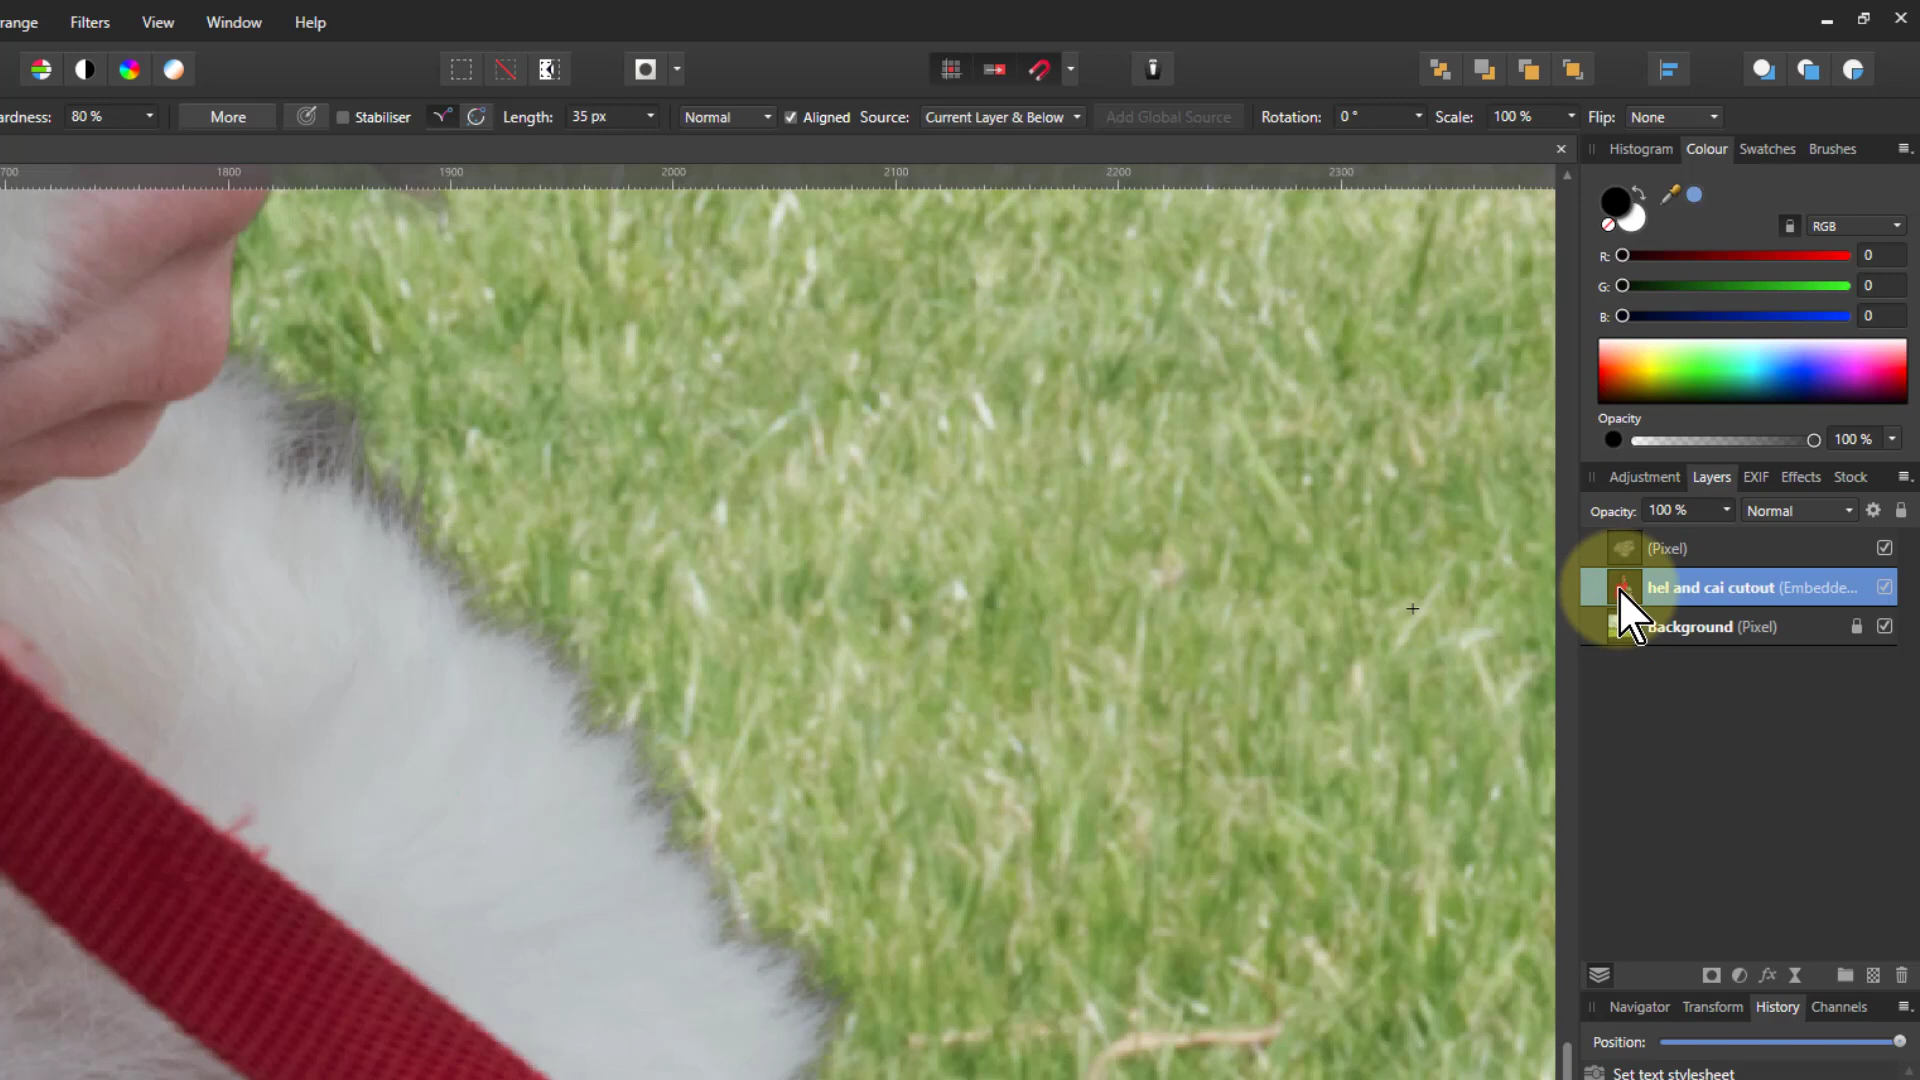 range Filters View Window Help
ardness: 80 % More Stabiliser Length: 35 px Normal Aligned Source: Current Layer & Below Add Global Source Rotation: 0 ° Scale: 100 % Flip: None
Histogram Colour Swatches Brushes
700 1800 1900 2000 2100 2200 2300
RGB
R: 0
G: 0
B: 0
Opacity
100 %
Adjustment Layers EXIF Effects Stock
Opacity: 100 % Normal
(Pixel)
hel and cai cutout (Embedde...
Background (Pixel)
fx
Navigator Transform History Channels
Position:
Set text stylesheet